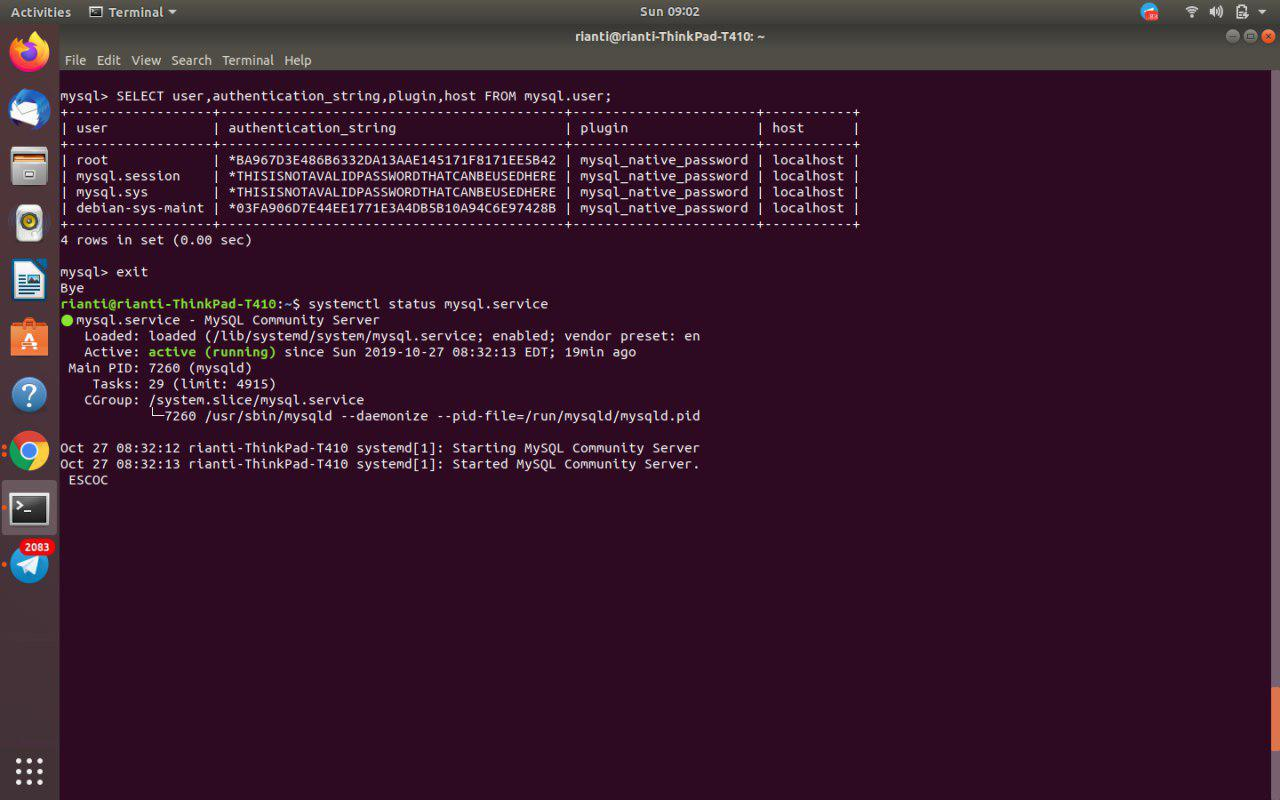 Activities Terminal Sun 09:02
rianti@rianti-ThinkPad-T410: ~
File Edit View Search Terminal Help
mysql> SELECT user,authentication_string,plugin,host FROM mysql.user;
+------------------+-------------------------------------------+-----------------------+-----------+
| user             | authentication_string                     | plugin                | host      |
+------------------+-------------------------------------------+-----------------------+-----------+
| root             | *BA967D3E486B6332DA13AAE145171F8171EE5B42 | mysql_native_password | localhost |
| mysql.session    | *THISISNOTAVALIDPASSWORDTHATCANBEUSEDHERE | mysql_native_password | localhost |
| mysql.sys        | *THISISNOTAVALIDPASSWORDTHATCANBEUSEDHERE | mysql_native_password | localhost |
| debian-sys-maint | *03FA906D7E44EE1771E3A4DB5B10A94C6E97428B | mysql_native_password | localhost |
+------------------+-------------------------------------------+-----------------------+-----------+
4 rows in set (0.00 sec)
mysql> exit
Bye
rianti@rianti-ThinkPad-T410:~$ systemctl status mysql.service
● mysql.service - MySQL Community Server
   Loaded: loaded (/lib/systemd/system/mysql.service; enabled; vendor preset: en
   Active: active (running) since Sun 2019-10-27 08:32:13 EDT; 19min ago
 Main PID: 7260 (mysqld)
    Tasks: 29 (limit: 4915)
   CGroup: /system.slice/mysql.service
           └─7260 /usr/sbin/mysqld --daemonize --pid-file=/run/mysqld/mysqld.pid
Oct 27 08:32:12 rianti-ThinkPad-T410 systemd[1]: Starting MySQL Community Server
Oct 27 08:32:13 rianti-ThinkPad-T410 systemd[1]: Started MySQL Community Server.
 ESCOC
2083